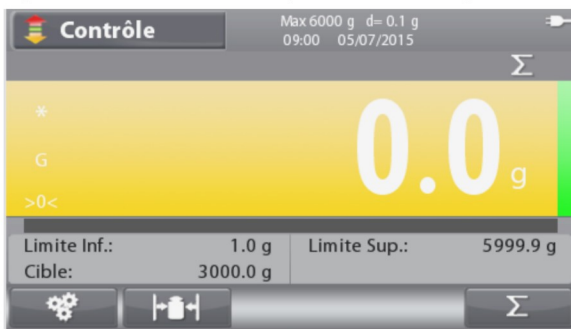 Contrôle
Max 6000 g d= 0.1 g
09:00 05/07/2015
Σ
*
G
>0<
0.0 g
Limite Inf.: 1.0 g Limite Sup.: 5999.9 g
Cible: 3000.0 g
Σ